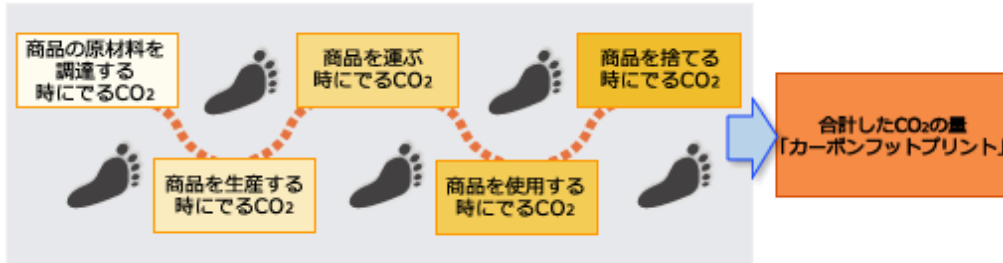 商品の原材料を
調達する
時にでるCO₂
商品を生産する
時にでるCO₂
商品を運ぶ
時にでるCO₂
商品を使用する
時にでるCO₂
商品を捨てる
時にでるCO₂
合計したCO₂の量
「カーボンフットプリント」